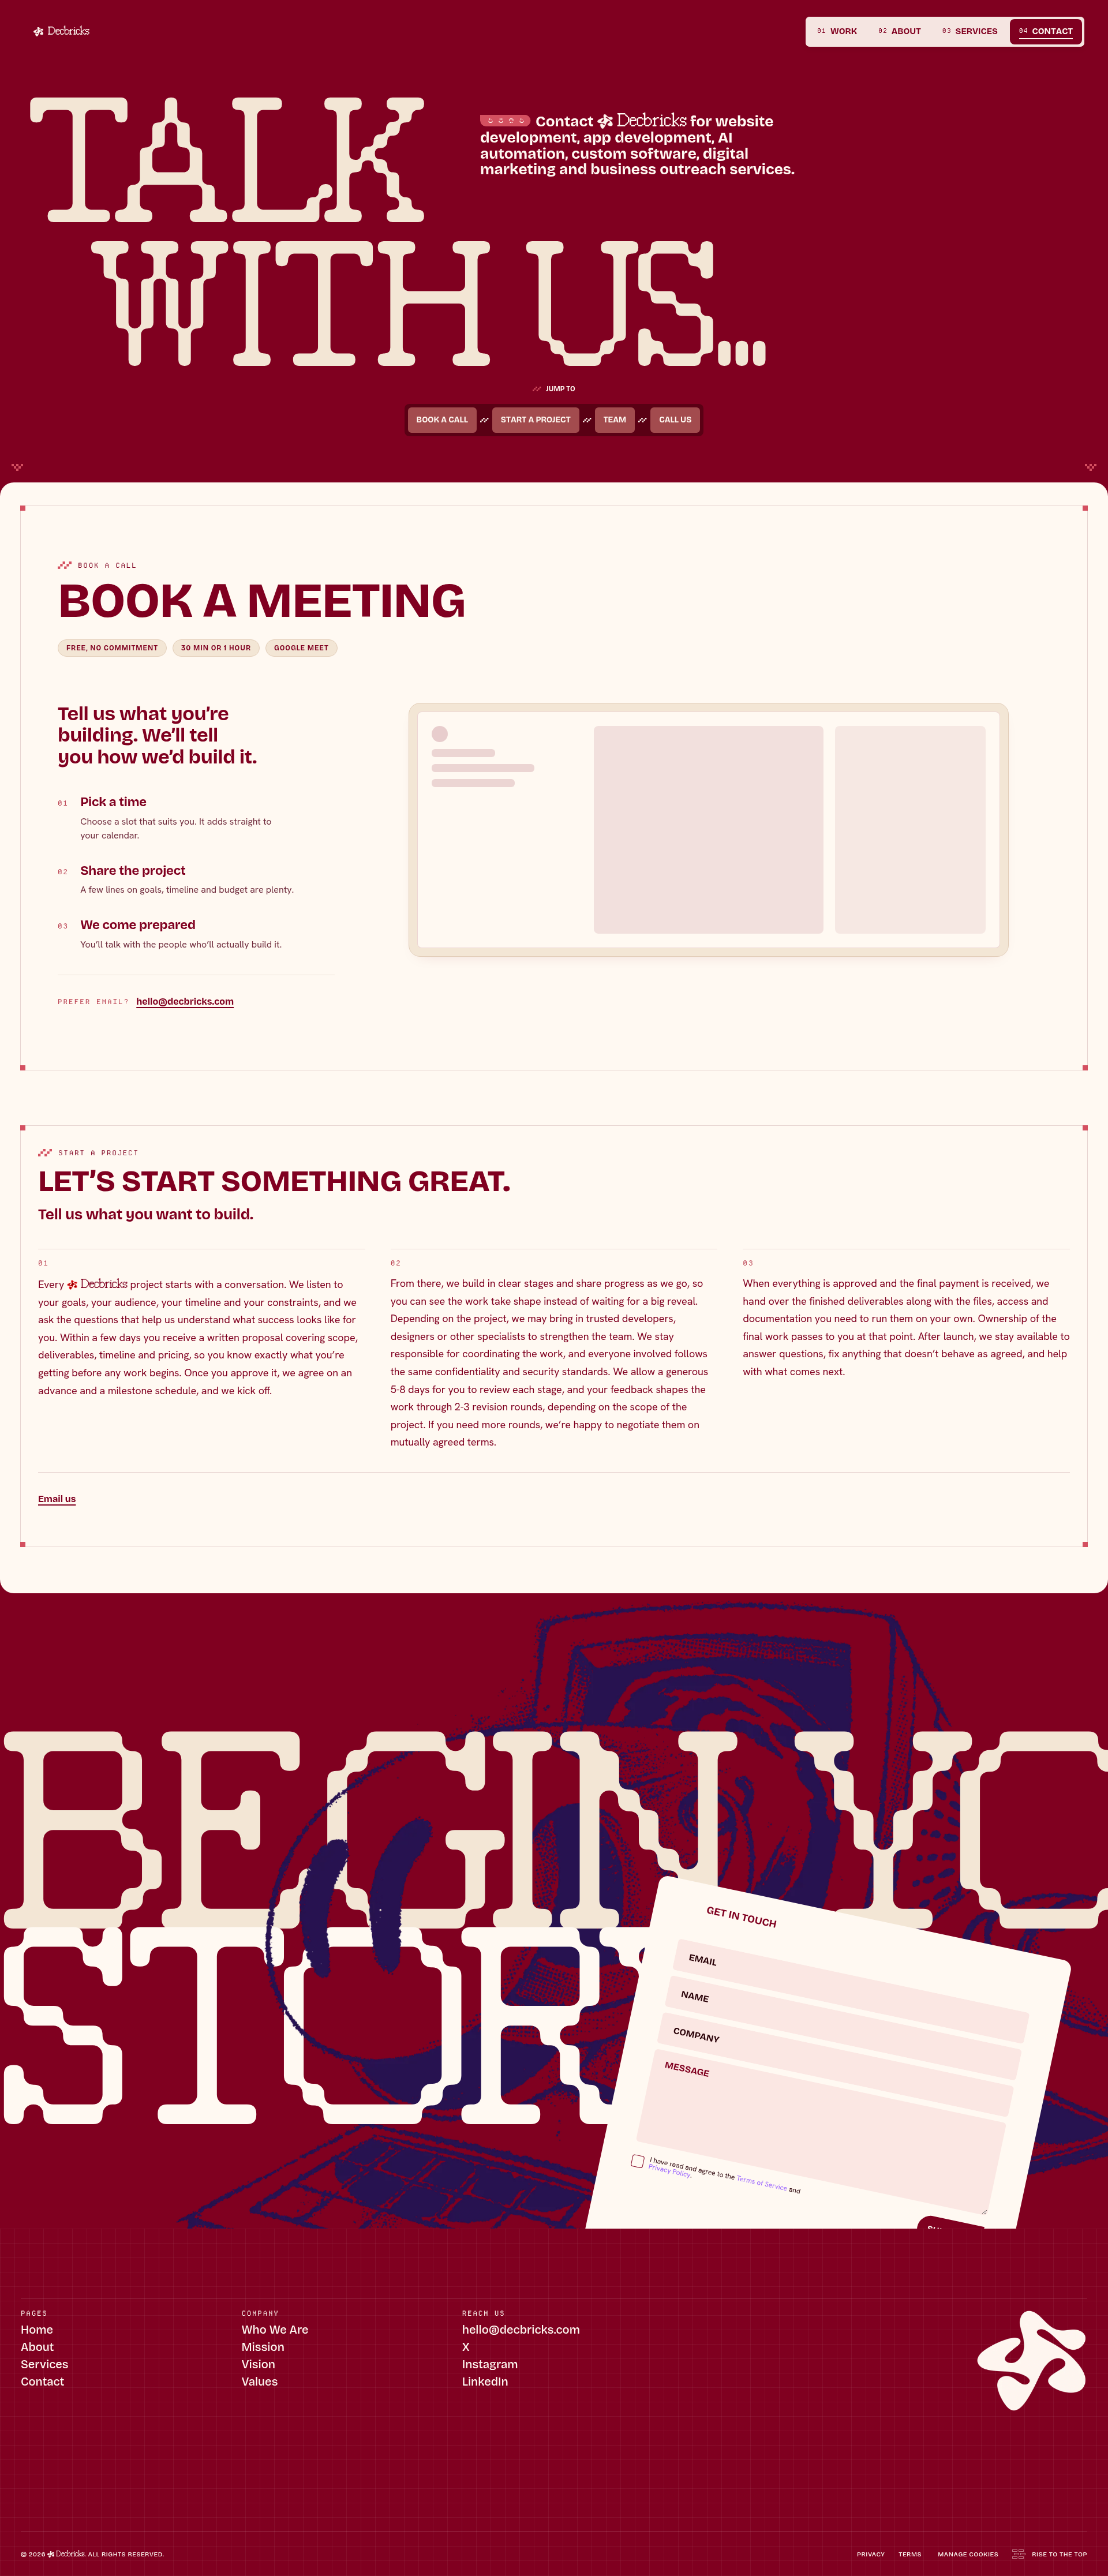 Decbricks
01 WORK 02 ABOUT 03 SERVICES 04 CONTACT
TALK
WITH US...
Contact Decbricks for website
development, app development, AI
automation, custom software, digital
marketing and business outreach services.
JUMP TO
BOOK A CALL START A PROJECT TEAM CALL US
BOOK A CALL
BOOK A MEETING
FREE, NO COMMITMENT 30 MIN OR 1 HOUR GOOGLE MEET
Tell us what you’re
building. We’ll tell
you how we’d build it.
01 Pick a time
Choose a slot that suits you. It adds straight to
your calendar.
02 Share the project
A few lines on goals, timeline and budget are plenty.
03 We come prepared
You’ll talk with the people who’ll actually build it.
PREFER EMAIL? hello@decbricks.com
START A PROJECT
LET’S START SOMETHING GREAT.
Tell us what you want to build.
01
Every Decbricks project starts with a conversation. We listen to
your goals, your audience, your timeline and your constraints, and we
ask the questions that help us understand what success looks like for
you. Within a few days you receive a written proposal covering scope,
deliverables, timeline and pricing, so you know exactly what you’re
getting before any work begins. Once you approve it, we agree on an
advance and a milestone schedule, and we kick off.
02
From there, we build in clear stages and share progress as we go, so
you can see the work take shape instead of waiting for a big reveal.
Depending on the project, we may bring in trusted developers,
designers or other specialists to strengthen the team. We stay
responsible for coordinating the work, and everyone involved follows
the same confidentiality and security standards. We allow a generous
5-8 days for you to review each stage, and your feedback shapes the
work through 2-3 revision rounds, depending on the scope of the
project. If you need more rounds, we’re happy to negotiate them on
mutually agreed terms.
03
When everything is approved and the final payment is received, we
hand over the finished deliverables along with the files, access and
documentation you need to run them on your own. Ownership of the
final work passes to you at that point. After launch, we stay available to
answer questions, fix anything that doesn’t behave as agreed, and help
with what comes next.
Email us
BEGIN Y
STOR
GET IN TOUCH
EMAIL
NAME
COMPANY
MESSAGE
I have read and agree to the Terms of Service and
Privacy Policy.
PAGES
Home
About
Services
Contact
COMPANY
Who We Are
Mission
Vision
Values
REACH US
hello@decbricks.com
X
Instagram
LinkedIn
© 2026 Decbricks. ALL RIGHTS RESERVED.
PRIVACY TERMS MANAGE COOKIES RISE TO THE TOP